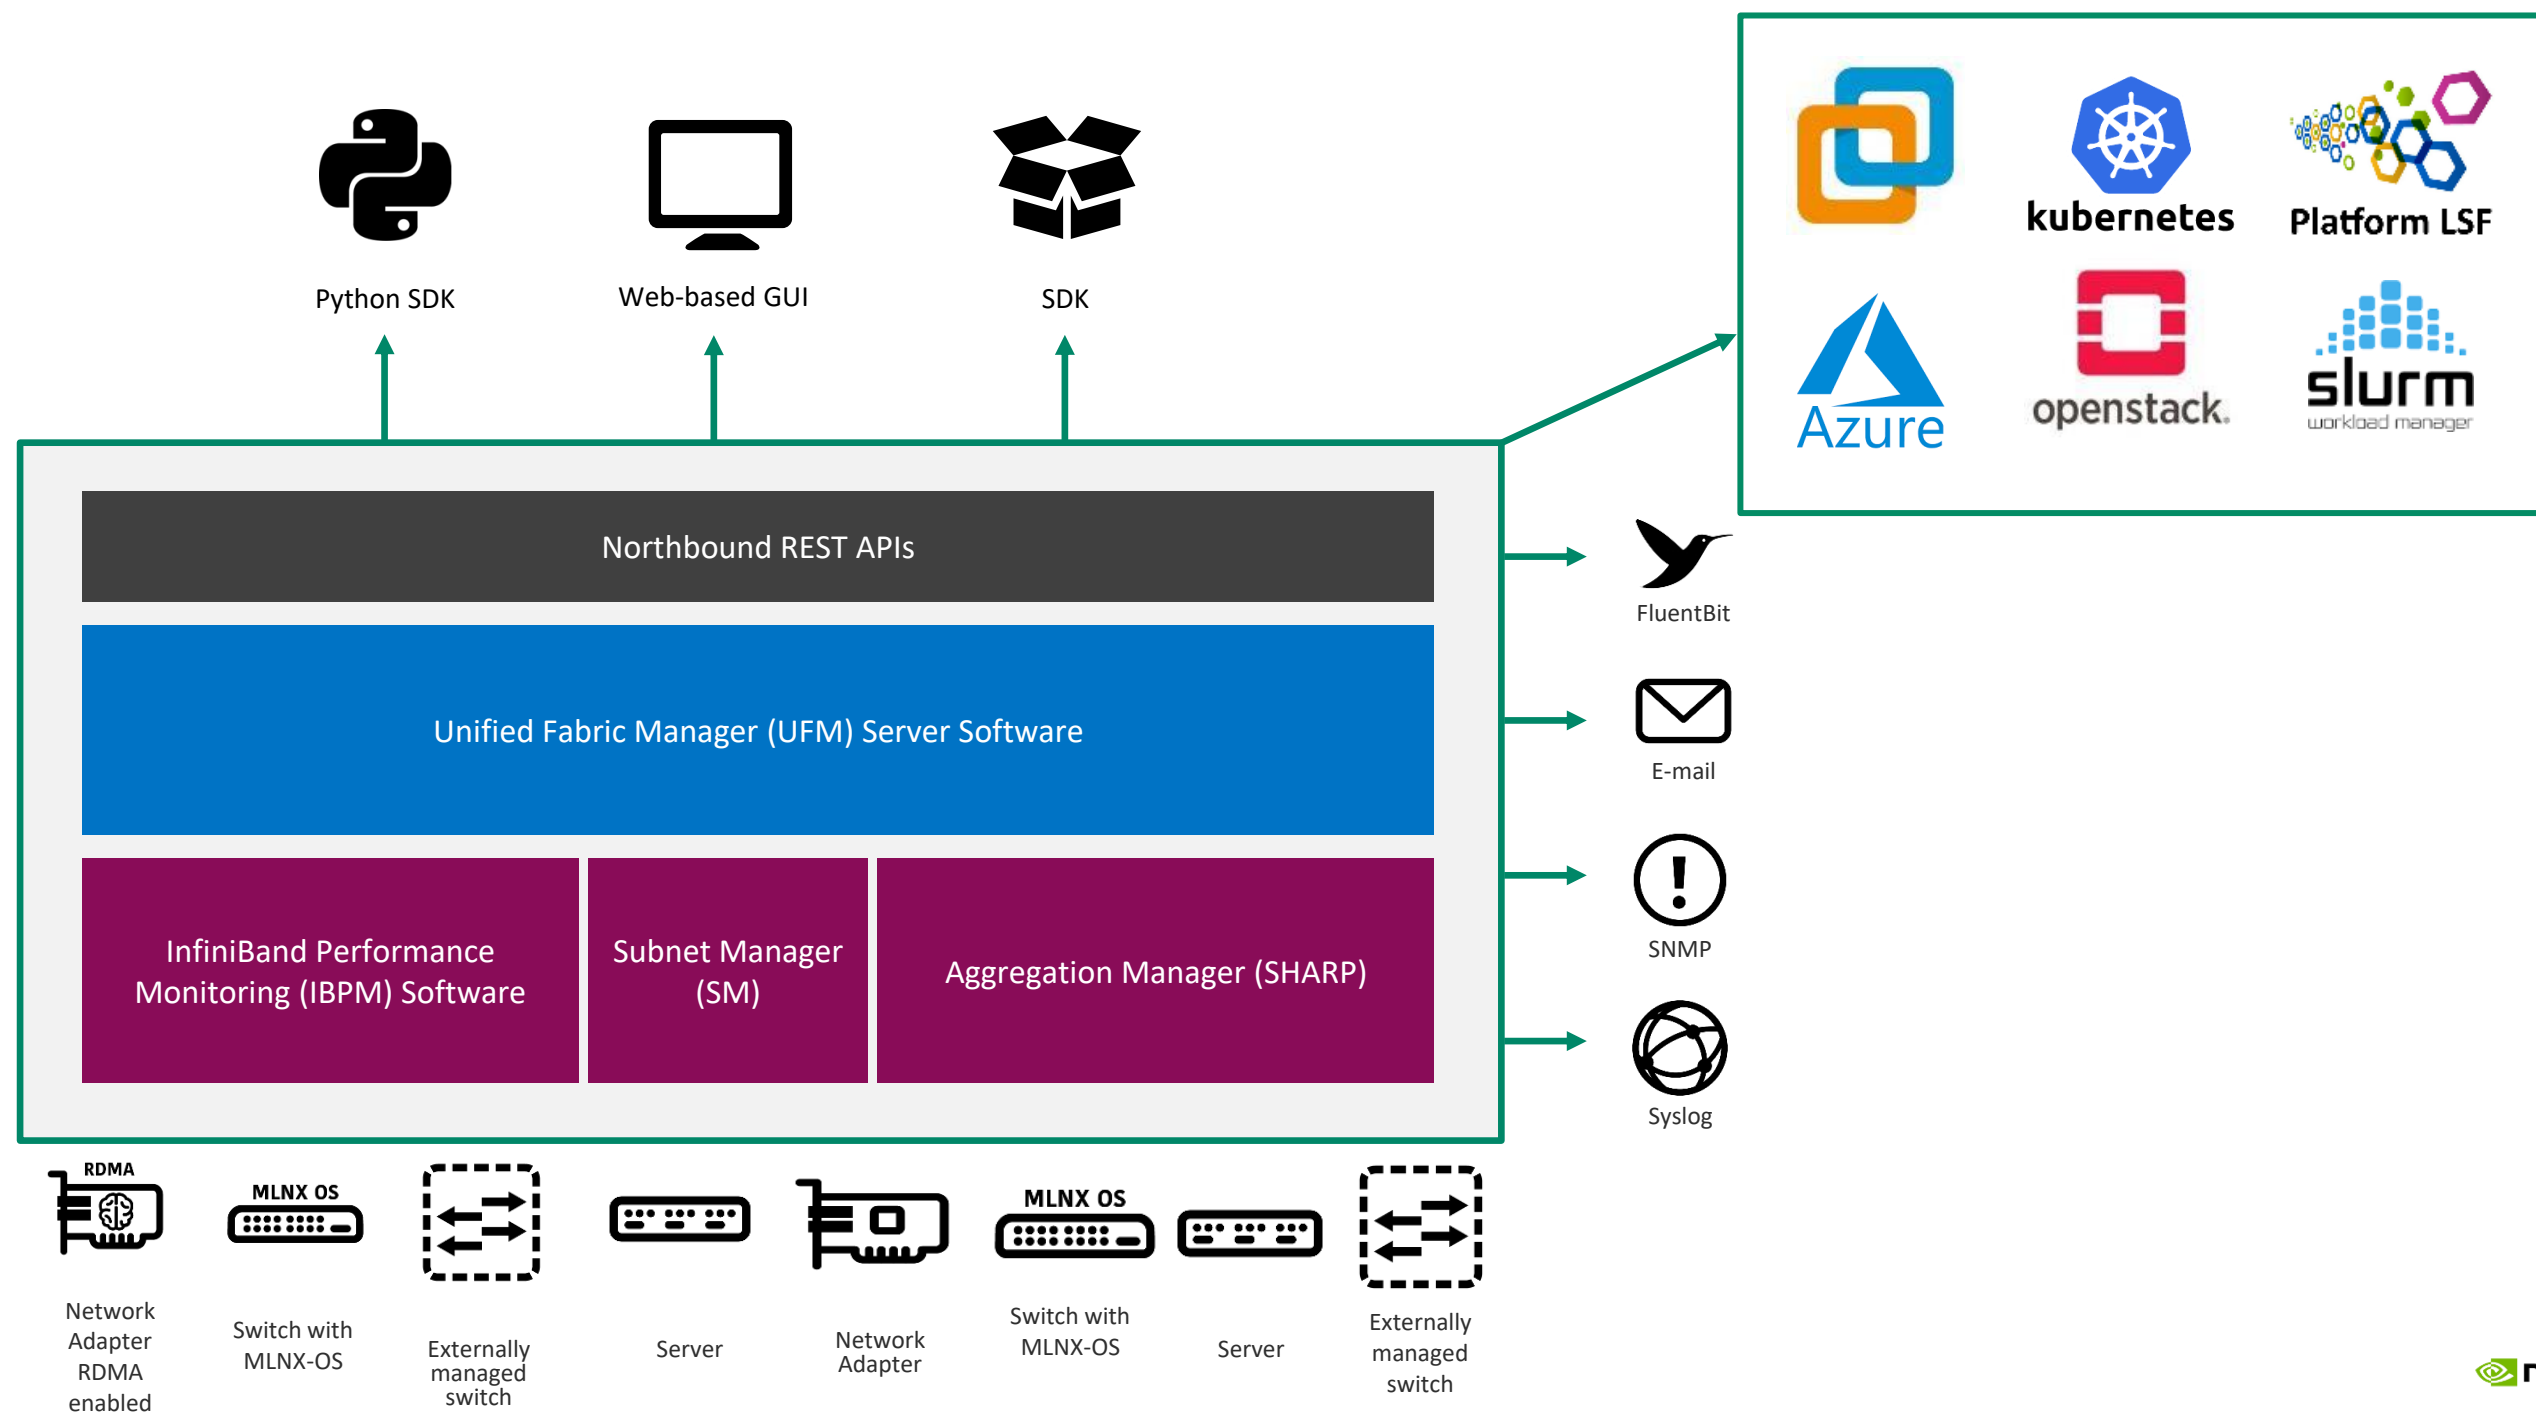 Python SDK
Web-based GUI
SDK
kubernetes
Platform LSF
Azure
openstack.
slurm
workload manager
Northbound REST APIs
Unified Fabric Manager (UFM) Server Software
InfiniBand Performance
Monitoring (IBPM) Software
Subnet Manager
(SM)
Aggregation Manager (SHARP)
FluentBit
E-mail
SNMP
Syslog
RDMA
Network
Adapter
RDMA
enabled
MLNX OS
Switch with
MLNX-OS
Externally
managed
switch
Server
Network
Adapter
MLNX OS
Switch with
MLNX-OS
Server
Externally
managed
switch